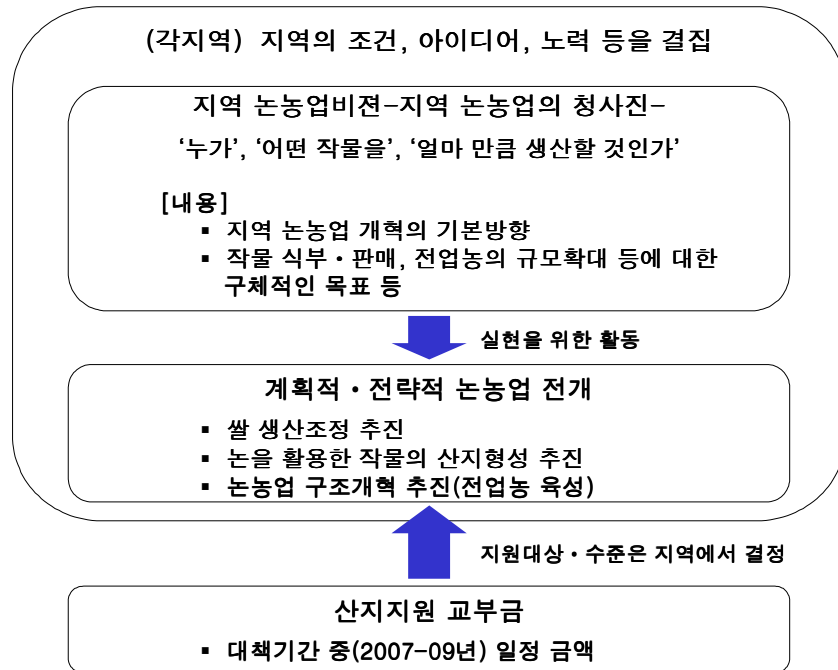 (각지역) 지역의 조건, 아이디어, 노력 등을 결집
지역 논농업비젼-지역 논농업의 청사진-
‘누가’, ‘어떤 작물을’, ‘얼마 만큼 생산할 것인가’
[내용]
▪ 지역 논농업 개혁의 기본방향
▪ 작물 식부・판매, 전업농의 규모확대 등에 대한
구체적인 목표 등
실현을 위한 활동
계획적・전략적 논농업 전개
▪ 쌀 생산조정 추진
▪ 논을 활용한 작물의 산지형성 추진
▪ 논농업 구조개혁 추진(전업농 육성)
지원대상・수준은 지역에서 결정
산지지원 교부금
▪ 대책기간 중(2007-09년) 일정 금액